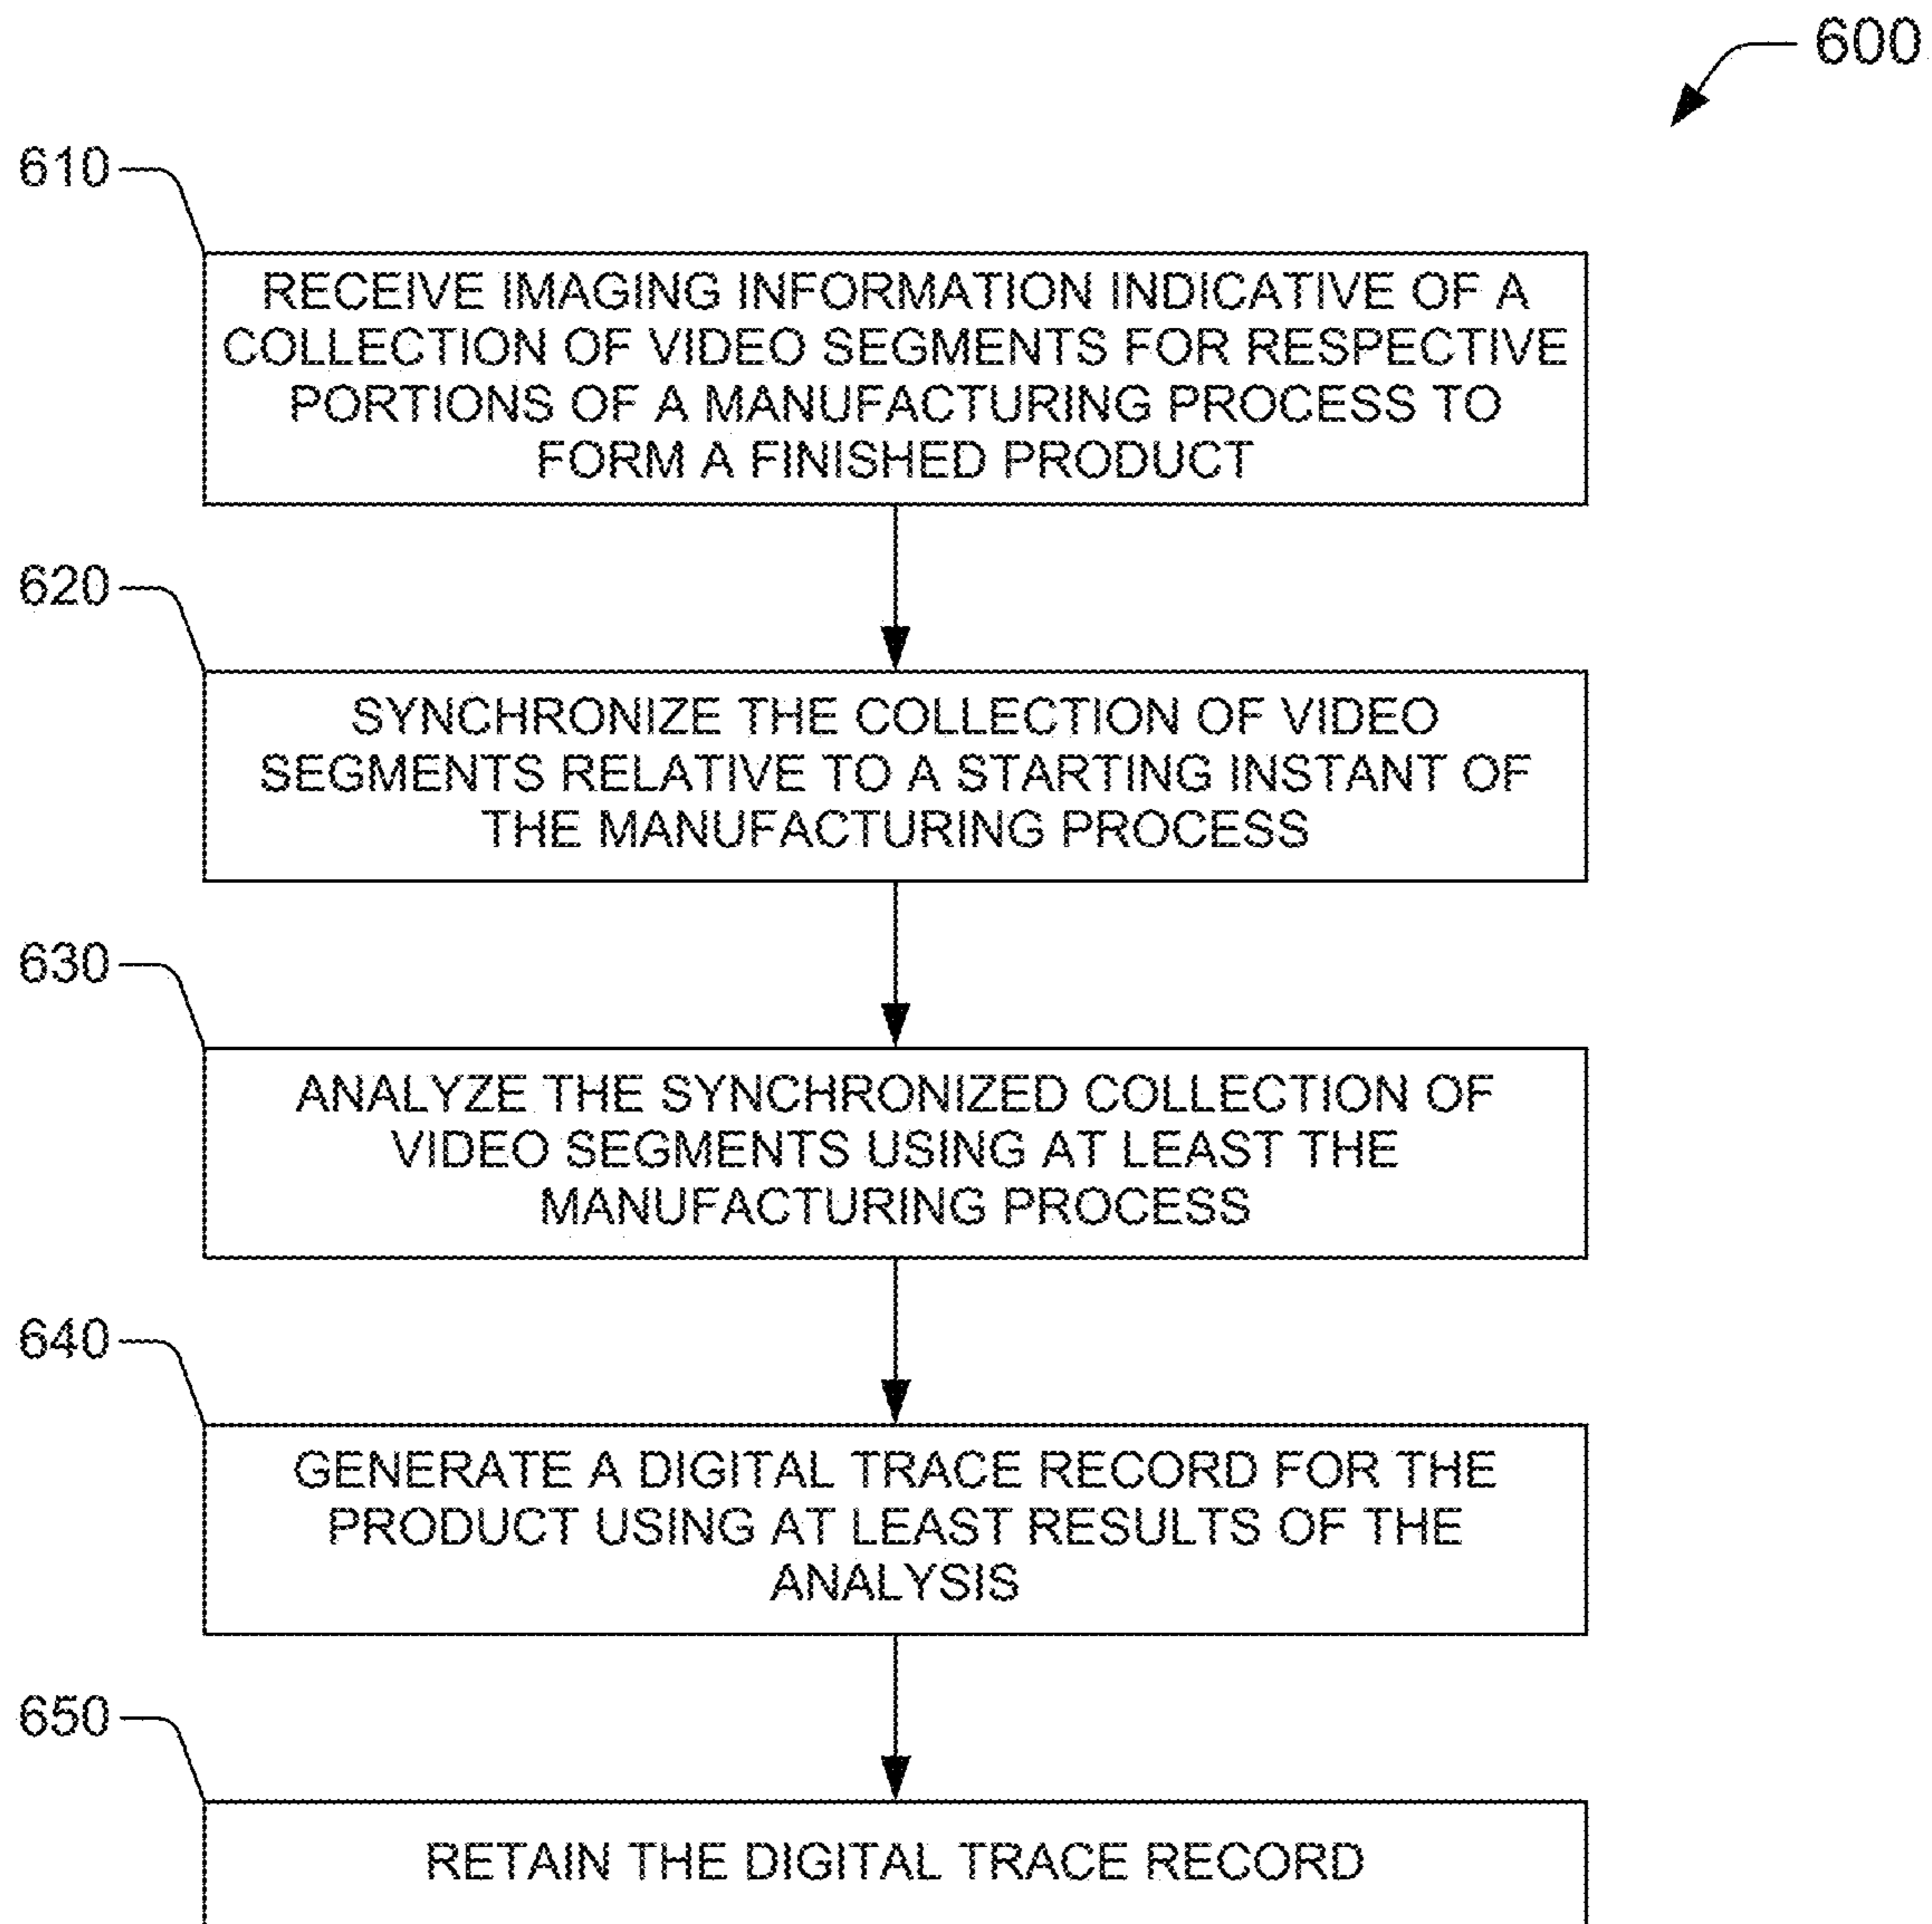 600
610
RECEIVE IMAGING INFORMATION INDICATIVE OF A
COLLECTION OF VIDEO SEGMENTS FOR RESPECTIVE
PORTIONS OF A MANUFACTURING PROCESS TO
FORM A FINISHED PRODUCT
620
SYNCHRONIZE THE COLLECTION OF VIDEO
SEGMENTS RELATIVE TO A STARTING INSTANT OF
THE MANUFACTURING PROCESS
630
ANALYZE THE SYNCHRONIZED COLLECTION OF
VIDEO SEGMENTS USING AT LEAST THE
MANUFACTURING PROCESS
640
GENERATE A DIGITAL TRACE RECORD FOR THE
PRODUCT USING AT LEAST RESULTS OF THE
ANALYSIS
650
RETAIN THE DIGITAL TRACE RECORD